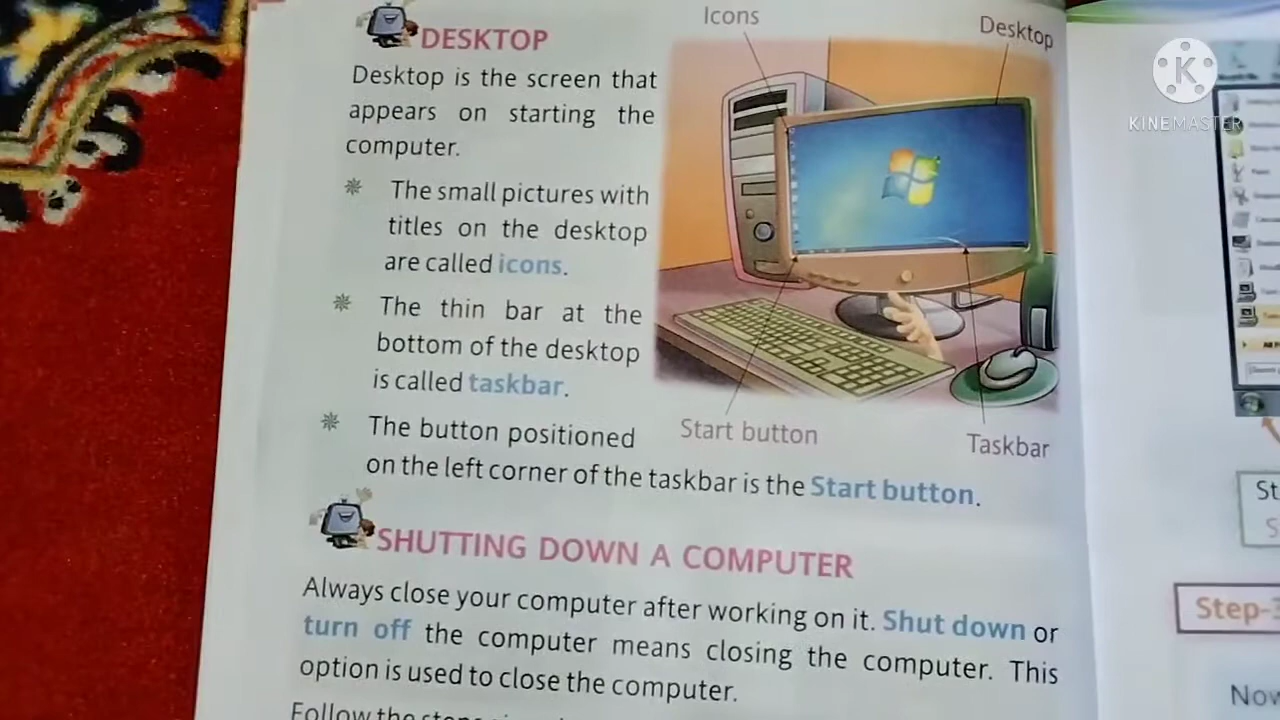 DESKTOP
Desktop is the screen that
appears on starting the
computer.
The small pictures with
titles on the desktop
are called icons.
The thin bar at the
bottom of the desktop
is called taskbar.
The button positioned
on the left corner of the taskbar is the Start button.
Icons
Desktop
Start button
Taskbar
SHUTTING DOWN A COMPUTER
Always close your computer after working on it. Shut down or
turn off the computer means closing the computer. This
option is used to close the computer.
Follow the steps
K
KINEMASTER
Step-
Now